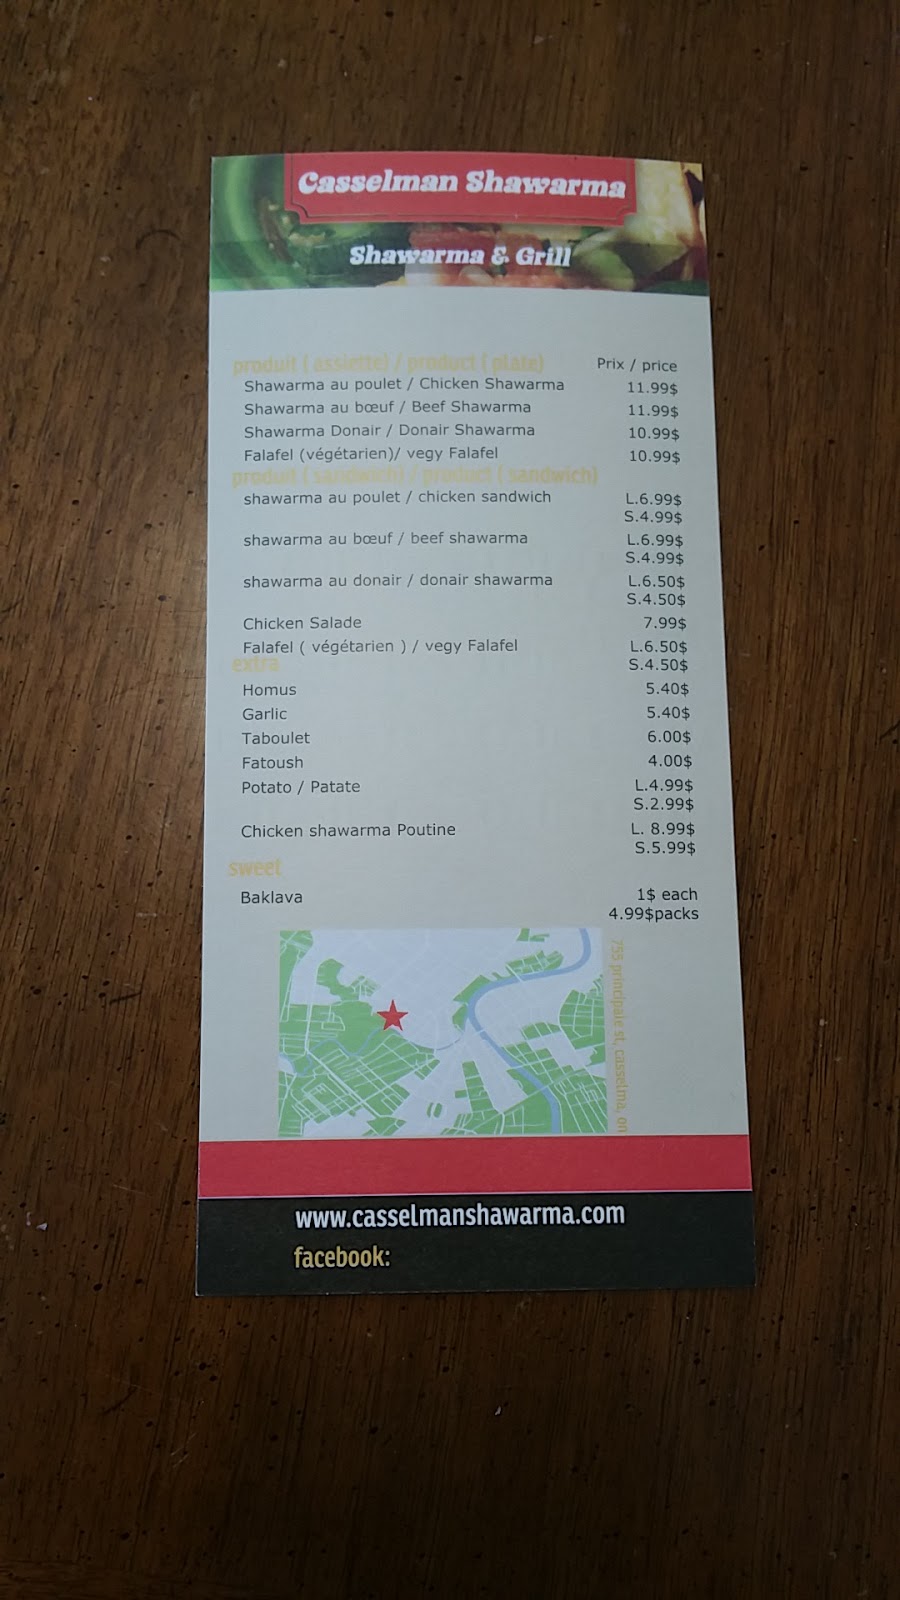 Casselman Shawarma
Shawarma & Grill
produit ( assiette) / product ( plate) Prix / price
Shawarma au poulet / Chicken Shawarma 11.99$
Shawarma au bœuf / Beef Shawarma 11.99$
Shawarma Donair / Donair Shawarma 10.99$
Falafel (végétarien)/ vegy Falafel 10.99$
produit ( sandwich) / product ( sandwich)
shawarma au poulet / chicken sandwich L.6.99$
S.4.99$
shawarma au bœuf / beef shawarma L.6.99$
S.4.99$
shawarma au donair / donair shawarma L.6.50$
S.4.50$
Chicken Salade 7.99$
Falafel ( végétarien ) / vegy Falafel L.6.50$
extra S.4.50$
Homus 5.40$
Garlic 5.40$
Taboulet 6.00$
Fatoush 4.00$
Potato / Patate L.4.99$
S.2.99$
Chicken shawarma Poutine L. 8.99$
S.5.99$
sweet
Baklava 1$ each
4.99$packs
755 principale st, casselma, on
www.casselmanshawarma.com
facebook: